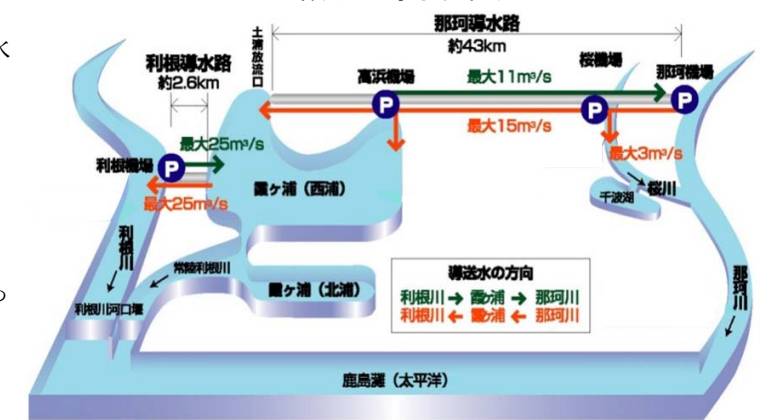 水
那珂導水路
約43km
土浦放流口
利根導水路
約2.6km
高浜機場
最大11m³/s
桜機場
那珂機場
P
P
P
最大15m³/s
最大25m³/s
最大3m³/s
利根機場
P
霞ヶ浦（西浦）
桜川
千波湖
最大25m³/s
利根川
常陸利根川
霞ヶ浦（北浦）
導送水の方向
利根川→霞ヶ浦→那珂川
利根川←霞ヶ浦←那珂川
那珂川
利根川河口堰
鹿島灘（太平洋）